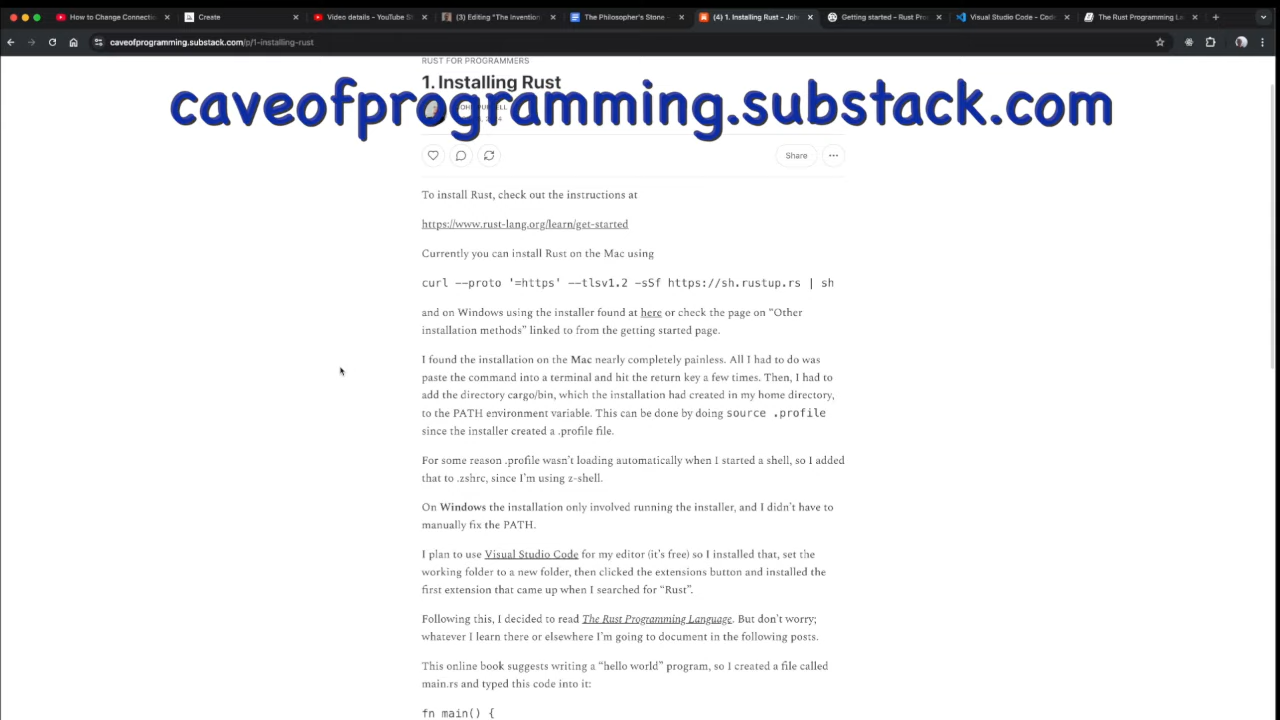 How to Change Connectio
Create
Video details - YouTube S
(3) Editing "The invention,
The Philosopher's Stone -
(4) 1. Installing Rust - John
Getting started - Rust Pro
Visual Studio Code - Code
The Rust Programming La
caveofprogramming.substack.com/p/1-installing-rust
RUST FOR PROGRAMMERS
1. Installing Rust
caveofprogramming.substack.com
Share
To install Rust, check out the instructions at
https://www.rust-lang.org/learn/get-started
Currently you can install Rust on the Mac using
curl --proto '=https' --tlsv1.2 -sSf https://sh.rustup.rs | sh
and on Windows using the installer found at here or check the page on “Other
installation methods” linked to from the getting started page.
I found the installation on the Mac nearly completely painless. All I had to do was
paste the command into a terminal and hit the return key a few times. Then, I had to
add the directory cargo/bin, which the installation had created in my home directory,
to the PATH environment variable. This can be done by doing source .profile
since the installer created a .profile file.
For some reason .profile wasn’t loading automatically when I started a shell, so I added
that to .zshrc, since I’m using z-shell.
On Windows the installation only involved running the installer, and I didn’t have to
manually fix the PATH.
I plan to use Visual Studio Code for my editor (it’s free) so I installed that, set the
working folder to a new folder, then clicked the extensions button and installed the
first extension that came up when I searched for “Rust”.
Following this, I decided to read The Rust Programming Language. But don’t worry;
whatever I learn there or elsewhere I’m going to document in the following posts.
This online book suggests writing a “hello world” program, so I created a file called
main.rs and typed this code into it:
fn main() {